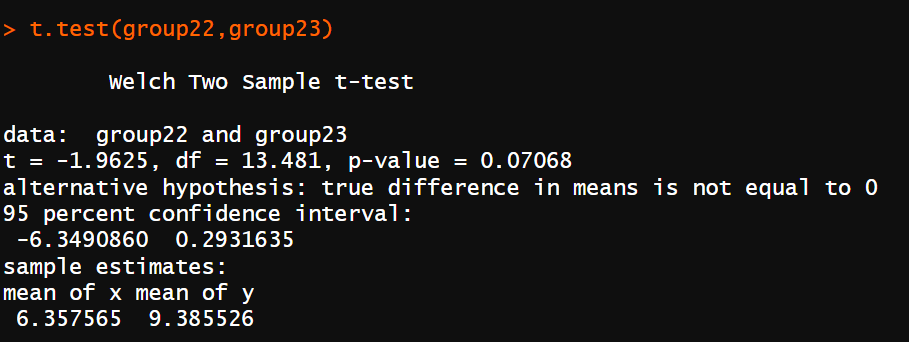 > t.test(group22,group23)
Welch Two Sample t-test
data:  group22 and group23
t = -1.9625, df = 13.481, p-value = 0.07068
alternative hypothesis: true difference in means is not equal to 0
95 percent confidence interval:
-6.3490860  0.2931635
sample estimates:
mean of x mean of y
6.357565  9.385526